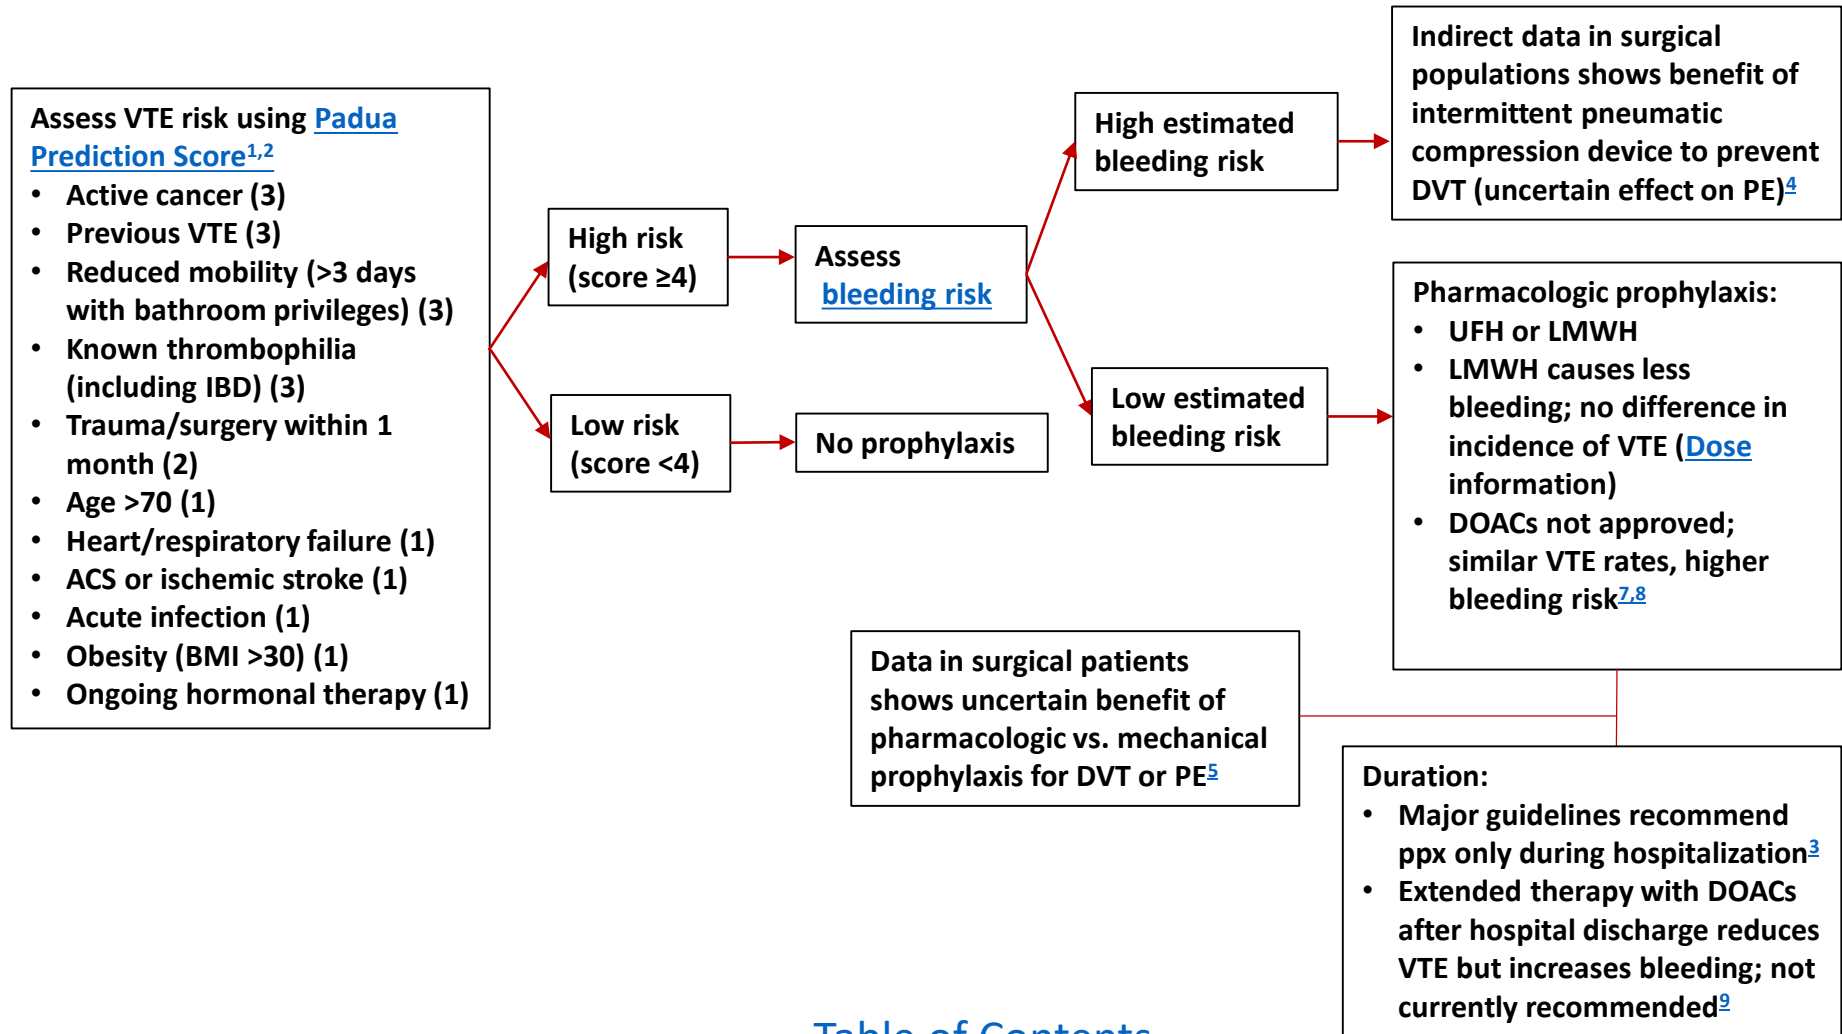 Assess VTE risk using Padua
Prediction Score1,2
• Active cancer (3)
• Previous VTE (3)
• Reduced mobility (>3 days
with bathroom privileges) (3)
• Known thrombophilia
(including IBD) (3)
• Trauma/surgery within 1
month (2)
• Age >70 (1)
• Heart/respiratory failure (1)
• ACS or ischemic stroke (1)
• Acute infection (1)
• Obesity (BMI >30) (1)
• Ongoing hormonal therapy (1)
High risk
(score ≥4)
Low risk
(score <4)
Assess
bleeding risk
No prophylaxis
High estimated
bleeding risk
Low estimated
bleeding risk
Indirect data in surgical
populations shows benefit of
intermittent pneumatic
compression device to prevent
DVT (uncertain effect on PE)4
Pharmacologic prophylaxis:
• UFH or LMWH
• LMWH causes less
bleeding; no difference in
incidence of VTE (Dose
information)
• DOACs not approved;
similar VTE rates, higher
bleeding risk7,8
Data in surgical patients
shows uncertain benefit of
pharmacologic vs. mechanical
prophylaxis for DVT or PE5
Duration:
• Major guidelines recommend
ppx only during hospitalization3
• Extended therapy with DOACs
after hospital discharge reduces
VTE but increases bleeding; not
currently recommended9
Table of Contents